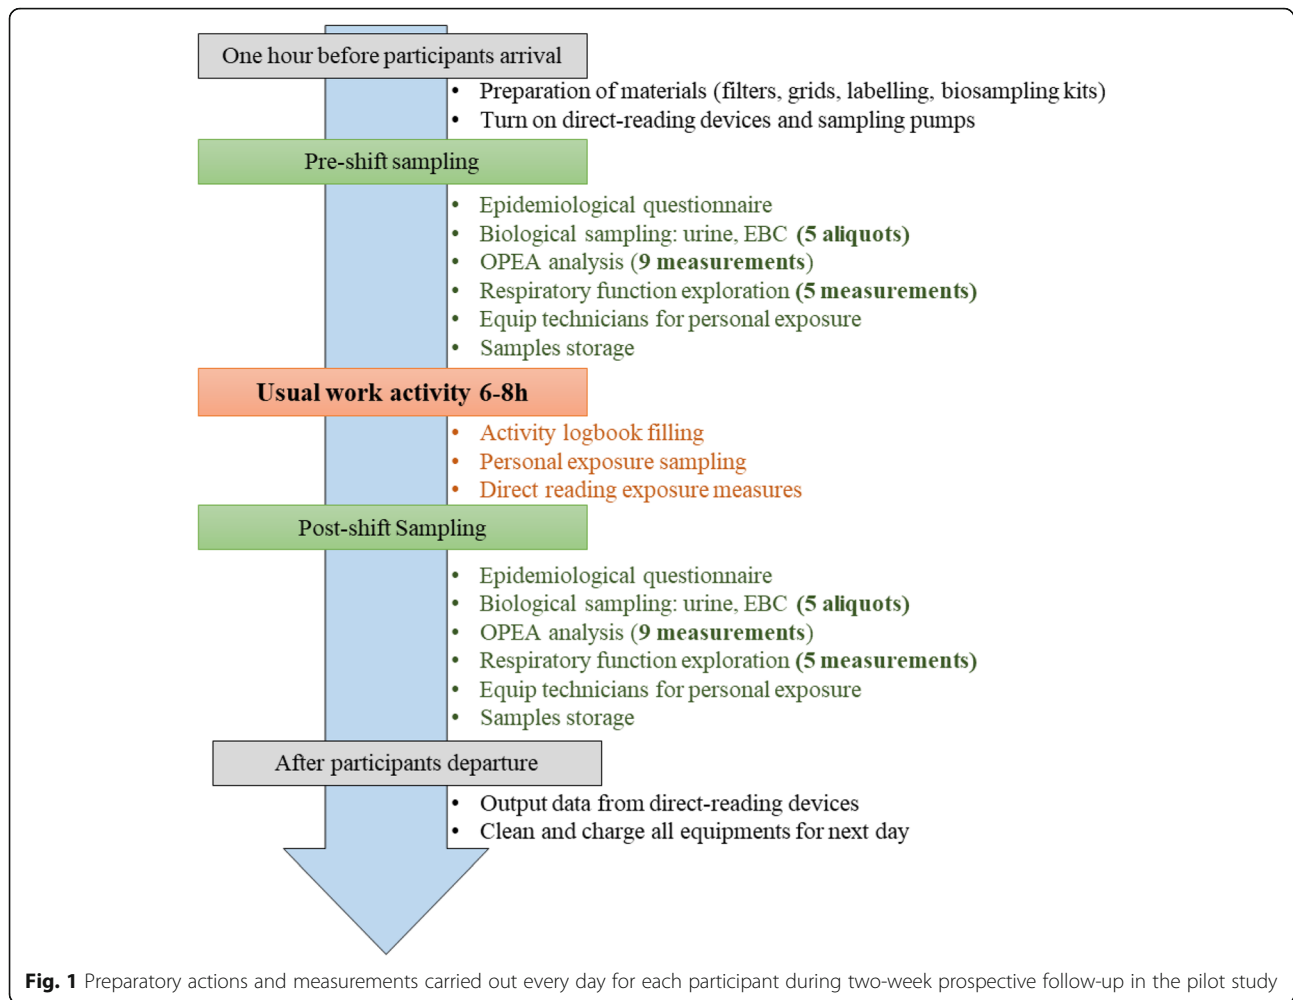 One hour before participants arrival
• Preparation of materials (filters, grids, labelling, biosampling kits)
• Turn on direct-reading devices and sampling pumps
Pre-shift sampling
• Epidemiological questionnaire
• Biological sampling: urine, EBC (5 aliquots)
• OPEA analysis (9 measurements)
• Respiratory function exploration (5 measurements)
• Equip technicians for personal exposure
• Samples storage
Usual work activity 6-8h
• Activity logbook filling
• Personal exposure sampling
• Direct reading exposure measures
Post-shift Sampling
• Epidemiological questionnaire
• Biological sampling: urine, EBC (5 aliquots)
• OPEA analysis (9 measurements)
• Respiratory function exploration (5 measurements)
• Equip technicians for personal exposure
• Samples storage
After participants departure
• Output data from direct-reading devices
• Clean and charge all equipments for next day
Fig. 1 Preparatory actions and measurements carried out every day for each participant during two-week prospective follow-up in the pilot study